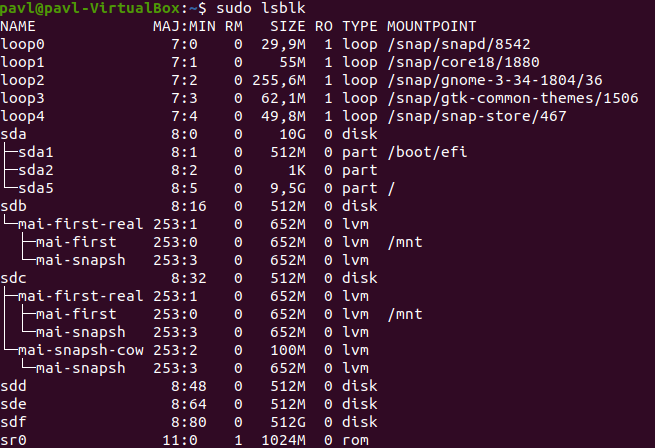 pavl@pavl-VirtualBox:~$ sudo lsblk
NAME                MAJ:MIN RM   SIZE RO TYPE MOUNTPOINT
loop0                 7:0    0  29,9M  1 loop /snap/snapd/8542
loop1                 7:1    0    55M  1 loop /snap/core18/1880
loop2                 7:2    0 255,6M  1 loop /snap/gnome-3-34-1804/36
loop3                 7:3    0  62,1M  1 loop /snap/gtk-common-themes/1506
loop4                 7:4    0  49,8M  1 loop /snap/snap-store/467
sda                   8:0    0    10G  0 disk
├─sda1                8:1    0   512M  0 part /boot/efi
├─sda2                8:2    0     1K  0 part
└─sda5                8:5    0   9,5G  0 part /
sdb                   8:16   0   512M  0 disk
└─mai-first-real    253:1    0   652M  0 lvm
  ├─mai-first       253:0    0   652M  0 lvm  /mnt
  └─mai-snapsh      253:3    0   652M  0 lvm
sdc                   8:32   0   512M  0 disk
├─mai-first-real    253:1    0   652M  0 lvm
│ ├─mai-first       253:0    0   652M  0 lvm  /mnt
│ └─mai-snapsh      253:3    0   652M  0 lvm
└─mai-snapsh-cow    253:2    0   100M  0 lvm
  └─mai-snapsh      253:3    0   652M  0 lvm
sdd                   8:48   0   512M  0 disk
sde                   8:64   0   512M  0 disk
sdf                   8:80   0   512G  0 disk
sr0                  11:0    1  1024M  0 rom